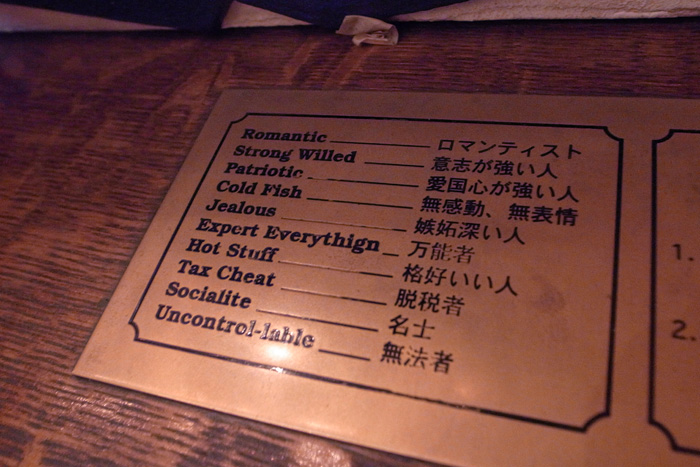 Romantic ロマンティスト
Strong Willed 意志が強い人
Patriotic 愛国心が強い人
Cold Fish 無感動、無表情
Jealous 嫉妬深い人
Expert Everythign 万能者
Hot Stuff 格好いい人
Tax Cheat 脱税者
Socialite 名士
Uncontrol-lable 無法者
1.
2.